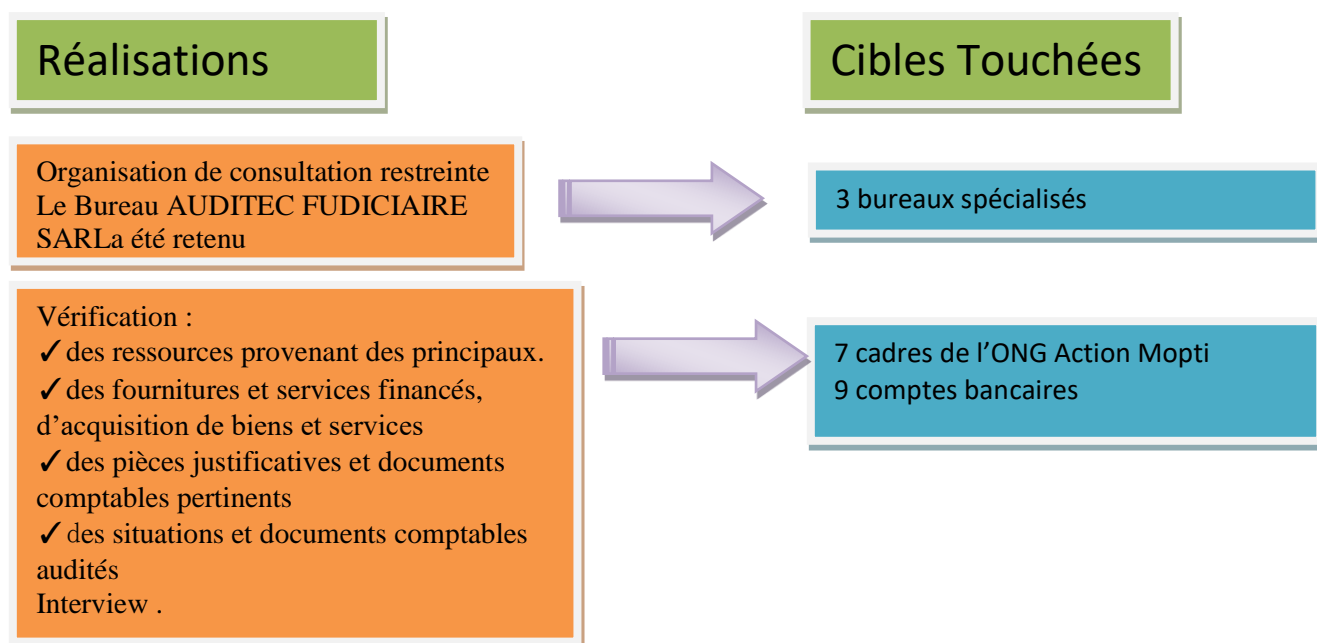 Réalisations
Cibles Touchées
Organisation de consultation restreinte
Le Bureau AUDITEC FUDICIAIRE
SARLa été retenu
3 bureaux spécialisés
Vérification :
✓des ressources provenant des principaux.
✓des fournitures et services financés,
d’acquisition de biens et services
✓des pièces justificatives et documents
comptables pertinents
✓des situations et documents comptables
audités
Interview .
7 cadres de l’ONG Action Mopti
9 comptes bancaires